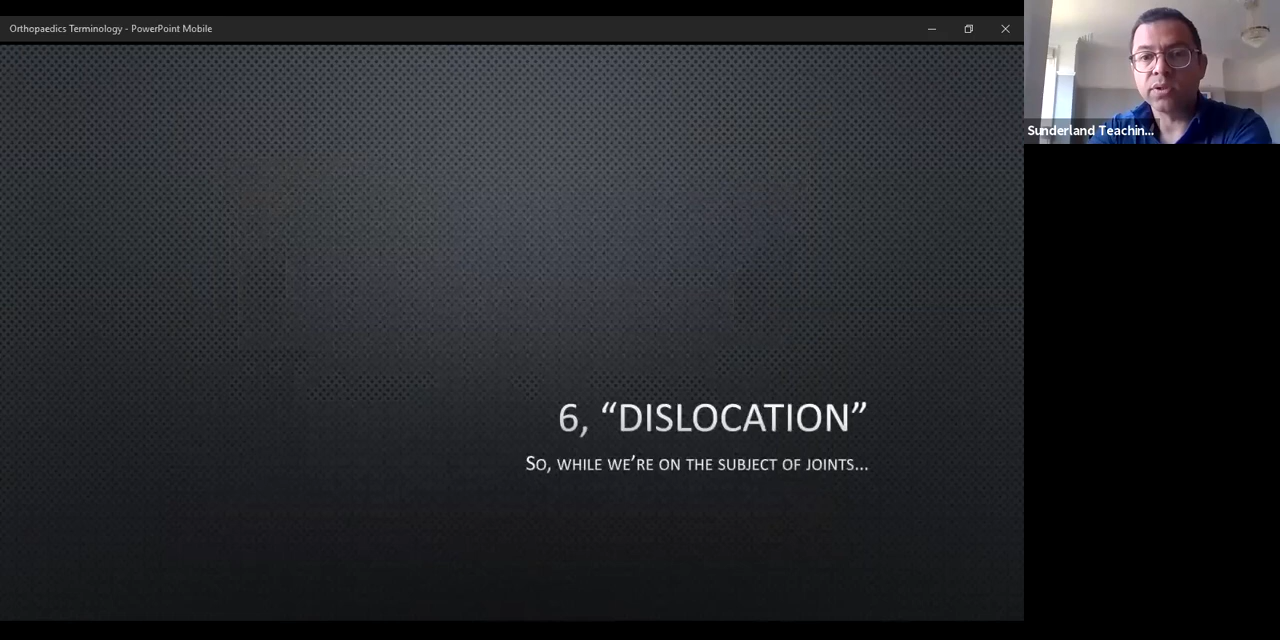 Orthopaedics Terminology - PowerPoint Mobile
Sunderland Teachin...
6, “DISLOCATION”
SO, WHILE WE’RE ON THE SUBJECT OF JOINTS...